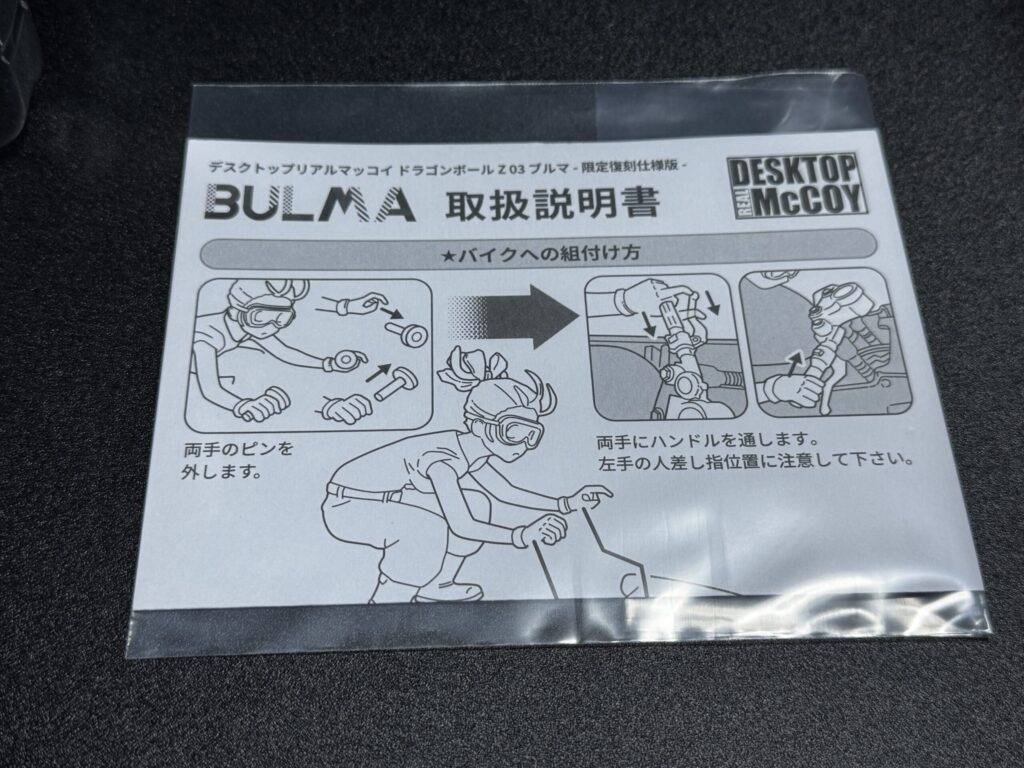 デスクトップリアルマッコイ ドラゴンボールZ 03 ブルマ - 限定復刻仕様版 -
BULMA 取扱説明書
DESKTOP
REAL McCOY
★バイクへの組付け方
両手のピンを
外します。
両手にハンドルを通します。
左手の人差し指位置に注意して下さい。